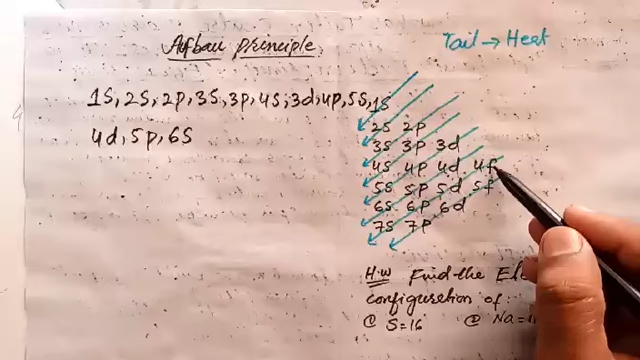 Aufbau principle
Tail → Heat
1S, 2S, 2p, 3S, 3p, 4S, 3d, 4p, 5S,
4d, 5p, 6S
1S
2S 2p
3S 3p 3d
4S 4p 4d 4f
5S 5p 5d 5f
6S 6p 6d
7S 7p
H.W Find the
configuration of:
@ S=16 @ Na=